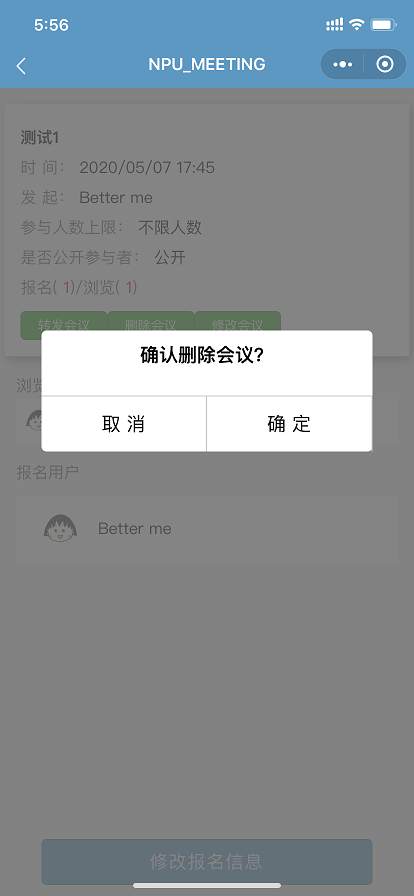 5:56
NPU_MEETING
测试1
时 间： 2020/05/07 17:45
发 起： Better me
参与人数上限： 不限人数
是否公开参与者： 公开
报名( 1)/浏览( 1)
转发会议 删除会议 修改会议
确认删除会议?
浏览
取 消 确 定
报名用户
Better me
修改报名信息